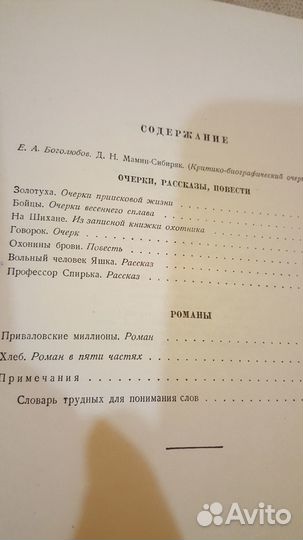 СОДЕРЖАНИЕ
Е. А. Боголюбов. Д. Н. Мамин-Сибиряк. (Критико-биографический очерк
ОЧЕРКИ, РАССКАЗЫ, ПОВЕСТИ
Золотуха. Очерки приисковой жизни
Бойцы. Очерки весеннего сплава
На Шихане. Из записной книжки охотника
Говорок. Очерк
Охонины брови. Повесть
Вольный человек Яшка. Рассказ
Профессор Спирька. Рассказ
РОМАНЫ
Приваловские миллионы. Роман
Хлеб. Роман в пяти частях
Примечания
Словарь трудных для понимания слов
Avito